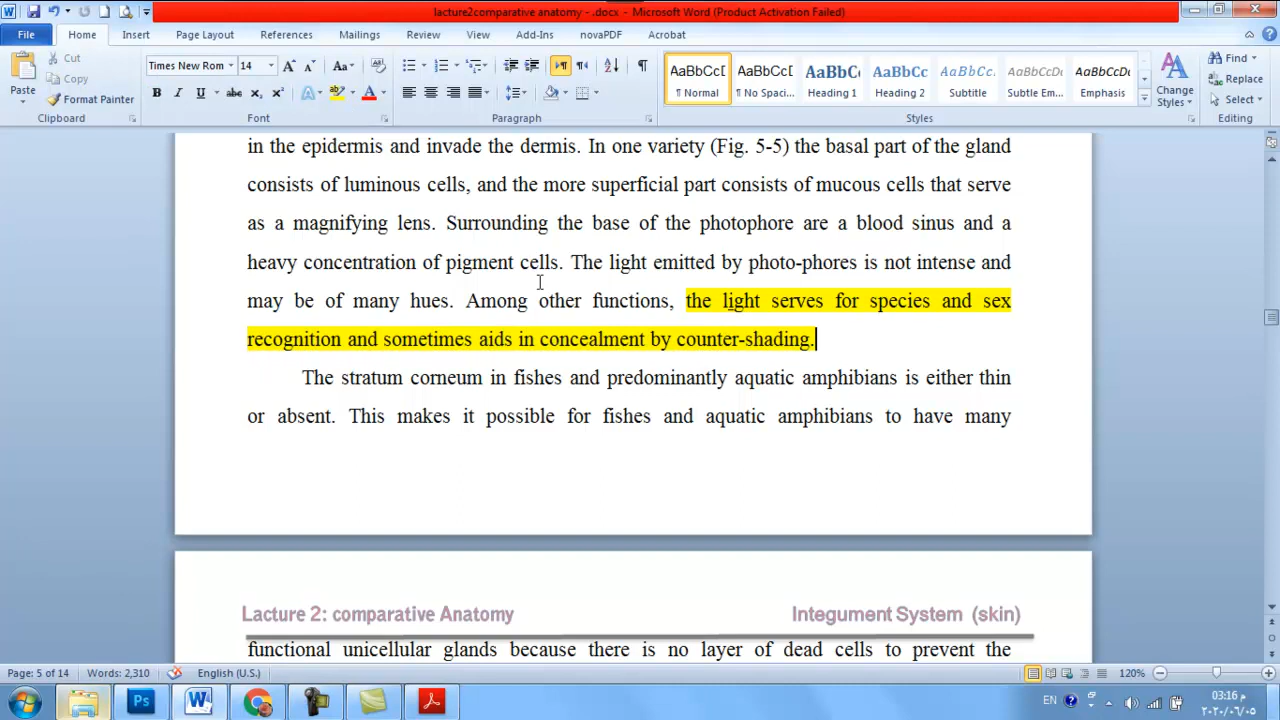 lacture2comparative anatomy - .docx - Microsoft Word (Product Activation Failed)
File Home Insert Page Layout References Mailings Review View Add-Ins novaPDF Acrobat
Paste Cut Copy Format Painter
Times New Rom 14
AaBbCcD AaBbCcD AaBbCc AaBbCc AaBbCcI AaBbCcDc AaBbCcDc
¶ Normal ¶ No Spaci... Heading 1 Heading 2 Subtitle Subtle Em... Emphasis
Change Styles
Find Replace Select
Clipboard Font Paragraph Styles Editing
in the epidermis and invade the dermis. In one variety (Fig. 5-5) the basal part of the gland
consists of luminous cells, and the more superficial part consists of mucous cells that serve
as a magnifying lens. Surrounding the base of the photophore are a blood sinus and a
heavy concentration of pigment cells. The light emitted by photo-phores is not intense and
may be of many hues. Among other functions, the light serves for species and sex
recognition and sometimes aids in concealment by counter-shading.
The stratum corneum in fishes and predominantly aquatic amphibians is either thin
or absent. This makes it possible for fishes and aquatic amphibians to have many
Lacture 2: comparative Anatomy Integument System (skin)
functional unicellular glands because there is no layer of dead cells to prevent the
Page: 5 of 14 Words: 2,310 English (U.S.) 120%
EN 03:16 م
٢٠٢٠/٠٦/٠٥